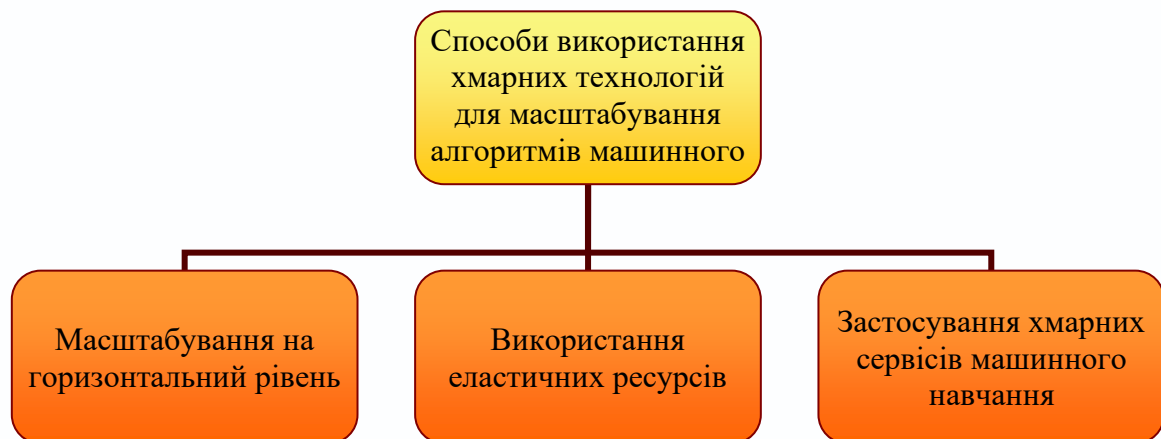 Способи використання
хмарних технологій
для масштабування
алгоритмів машинного
Масштабування на
горизонтальний рівень
Використання
еластичних ресурсів
Застосування хмарних
сервісів машинного
навчання